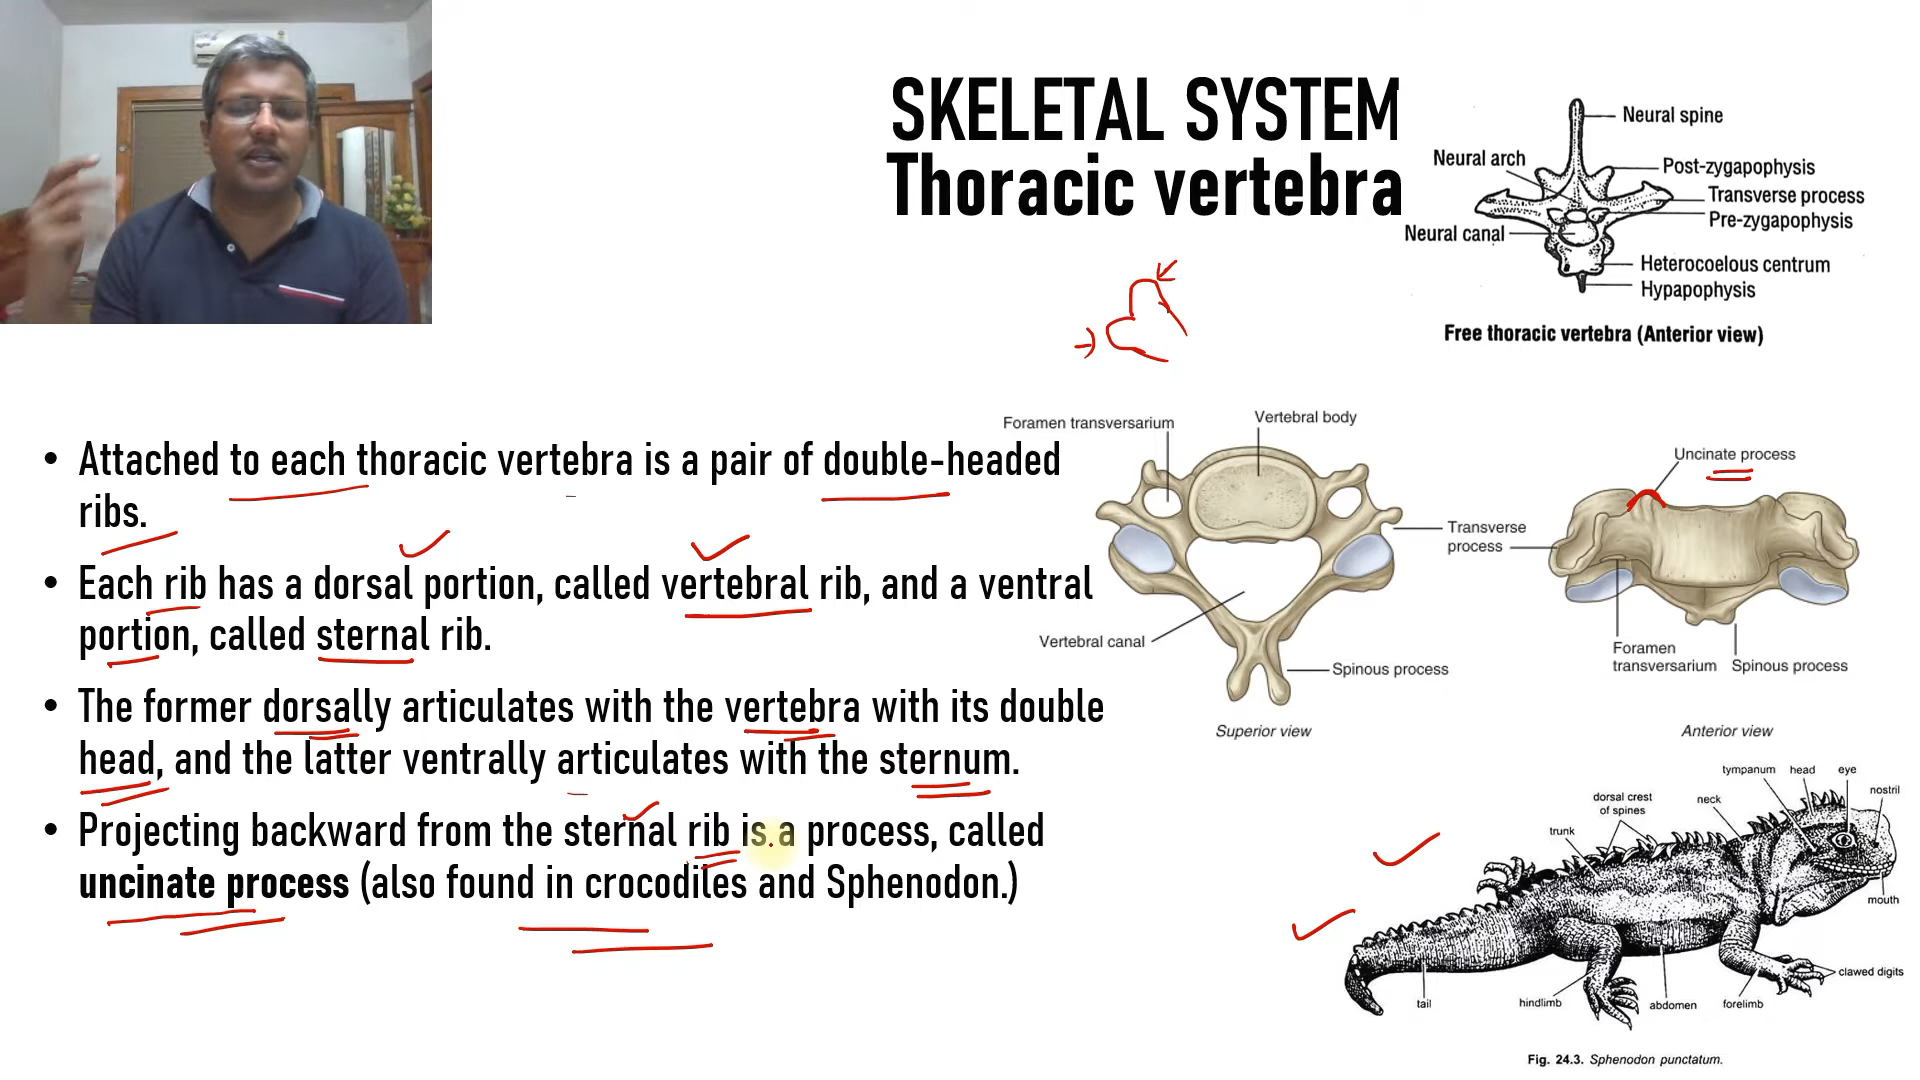 SKELETAL SYSTEM
Thoracic vertebra
Neural spine
Neural arch
Post-zygapophysis
Transverse process
Pre-zygapophysis
Neural canal
Heterocoelous centrum
Hypapophysis
Free thoracic vertebra (Anterior view)
• Attached to each thoracic vertebra is a pair of double-headed
ribs.
• Each rib has a dorsal portion, called vertebral rib, and a ventral
portion, called sternal rib.
• The former dorsally articulates with the vertebra with its double
head, and the latter ventrally articulates with the sternum.
• Projecting backward from the sternal rib is a process, called
uncinate process (also found in crocodiles and Sphenodon.)
Foramen transversarium
Vertebral body
Transverse
process
Vertebral canal
Spinous process
Superior view
Uncinate process
Foramen
transversarium
Spinous process
Anterior view
tympanum
head
eye
nostril
dorsal crest
of spines
neck
trunk
mouth
clawed digits
tail
hindlimb
abdomen
forelimb
Fig. 24.3. Sphenodon punctatum.